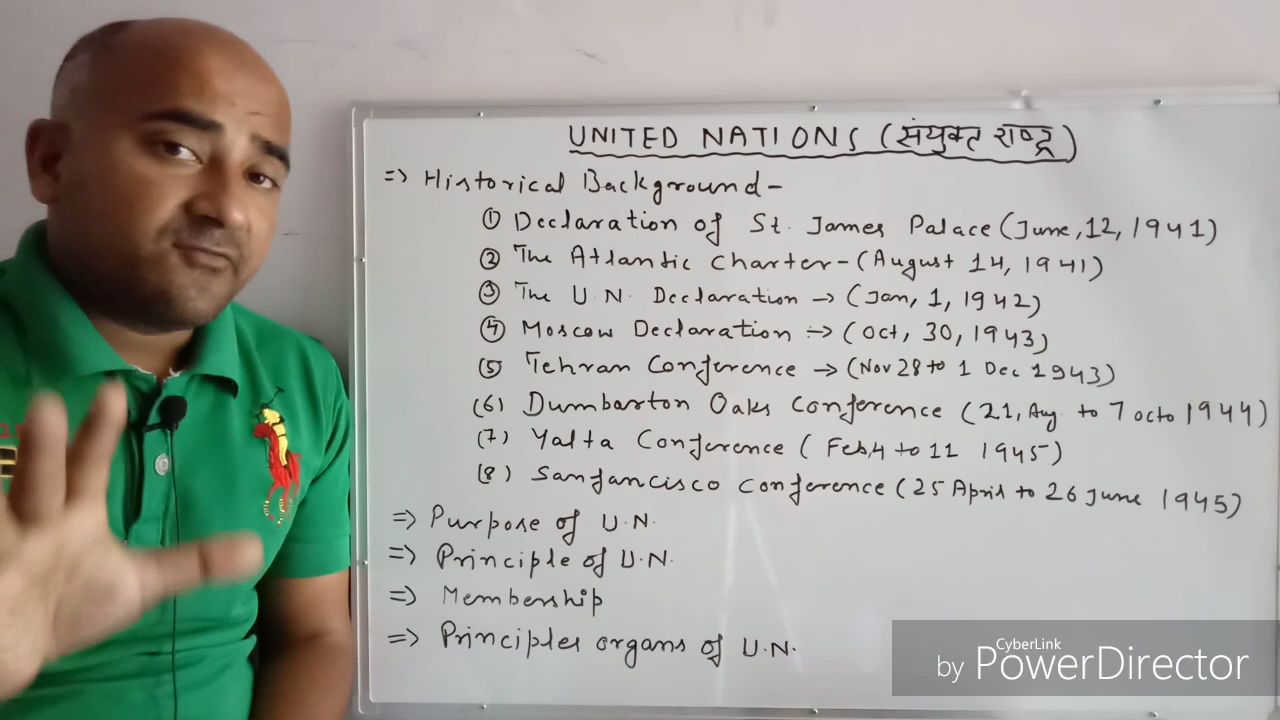 UNITED NATIONS (संयुक्त राष्ट्र)
=> Historical Background -
① Declaration of St. James Palace (June, 12, 1941)
② The Atlantic Charter - (August 14, 1941)
③ The U.N. Declaration → (Jan, 1, 1942)
④ Moscow Declaration → (Oct, 30, 1943)
⑤ Tehran Conference → (Nov 28 to 1 Dec 1943)
(6) Dumbarton Oaks Conference (21, Aug to 7 octo 1944)
(7) Yalta Conference (Feb,4 to 11 1945)
(8) Sanfancisco Conference (25 April to 26 June 1945)
=> Purpose of U.N.
=> Principle of U.N.
=> Membership
=> Principles organs of U.N.
CyberLink
by PowerDirector